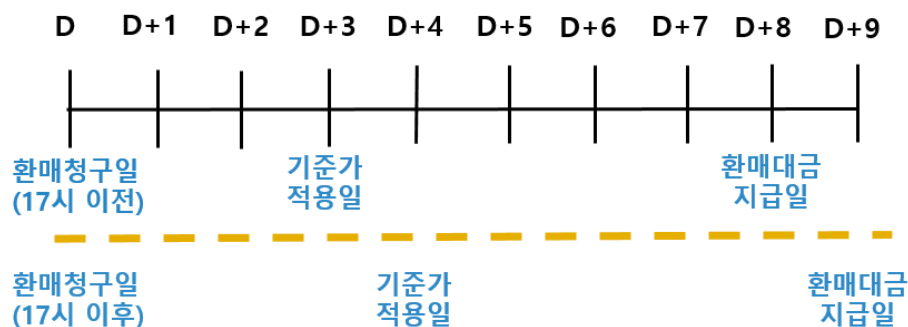 D D+1 D+2 D+3 D+4 D+5 D+6 D+7 D+8 D+9
환매청구일 기준가 환매대금
(17시 이전) 적용일 지급일
환매청구일 기준가 환매대금
(17시 이후) 적용일 지급일